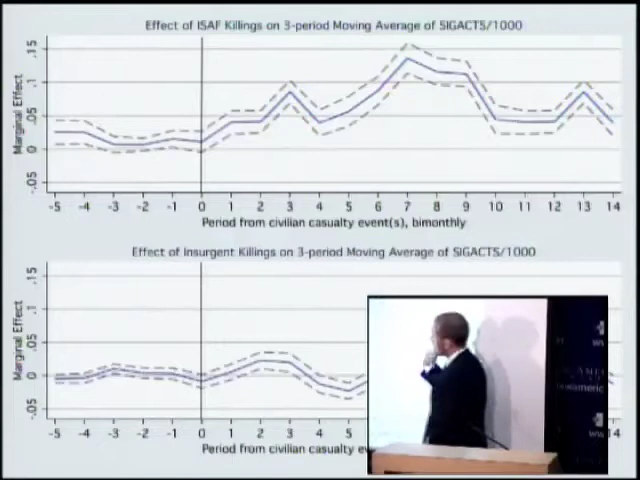 Effect of ISAF Killings on 3-period Moving Average of SIGACTS/1000
Marginal Effect
.15
.1
.05
0
-.05
-5 -4 -3 -2 -1 0 1 2 3 4 5 6 7 8 9 10 11 12 13 14
Period from civilian casualty event(s), bimonthly
Effect of Insurgent Killings on 3-period Moving Average of SIGACTS/1000
Marginal Effect
.15
.1
.05
0
-.05
-5 -4 -3 -2 -1 0 1 2 3 4 5 14
Period from civilian casualty